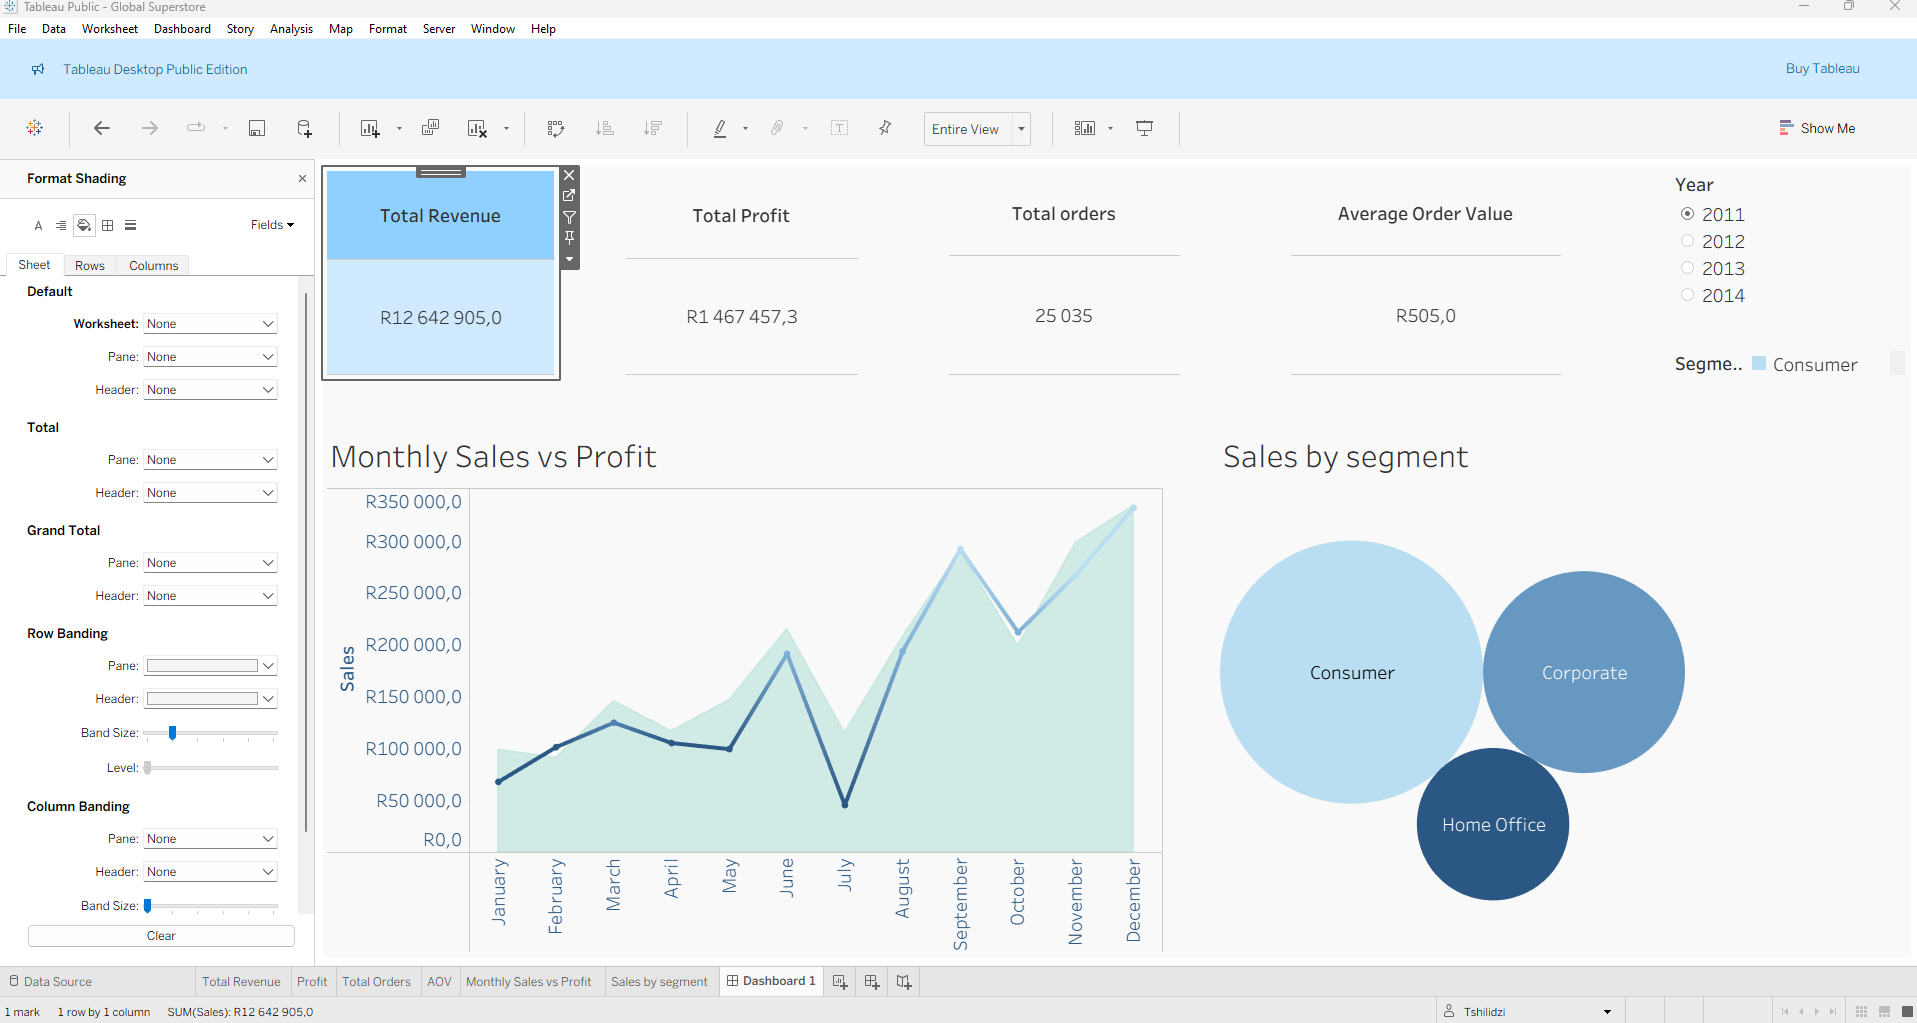 Tableau Public - Global Superstore
File Data Worksheet Dashboard Story Analysis Map Format Server Window Help
Tableau Desktop Public Edition
Buy Tableau
Entire View
Show Me
Format Shading
A
Fields
Sheet Rows Columns
Default
Worksheet: None
Pane: None
Header: None
Total
Pane: None
Header: None
Grand Total
Pane: None
Header: None
Row Banding
Pane:
Header:
Band Size:
Level:
Column Banding
Pane: None
Header: None
Band Size:
Clear
Total Revenue
R12 642 905,0
Total Profit
R1 467 457,3
Total orders
25 035
Average Order Value
R505,0
Year
2011
2012
2013
2014
Segme.. Consumer
Monthly Sales vs Profit
Sales
R350 000,0
R300 000,0
R250 000,0
R200 000,0
R150 000,0
R100 000,0
R50 000,0
R0,0
January
February
March
April
May
June
July
August
September
October
November
December
Sales by segment
Consumer
Corporate
Home Office
Data Source Total Revenue Profit Total Orders AOV Monthly Sales vs Profit Sales by segment Dashboard 1
1 mark 1 row by 1 column SUM(Sales): R12 642 905,0
Tshilidzi